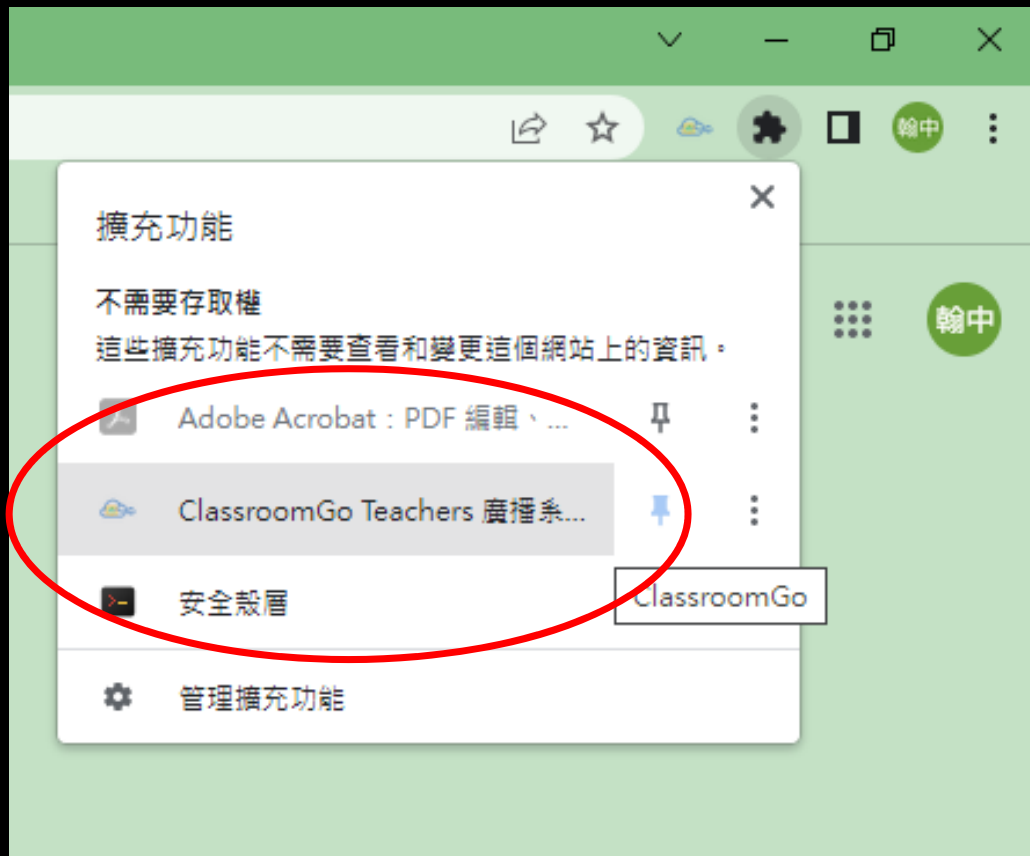 翰中
擴充功能
不需要存取權
這些擴充功能不需要查看和變更這個網站上的資訊。
翰中
Adobe Acrobat：PDF 編輯、...
ClassroomGo Teachers 廣播系...
安全殼層
ClassroomGo
管理擴充功能